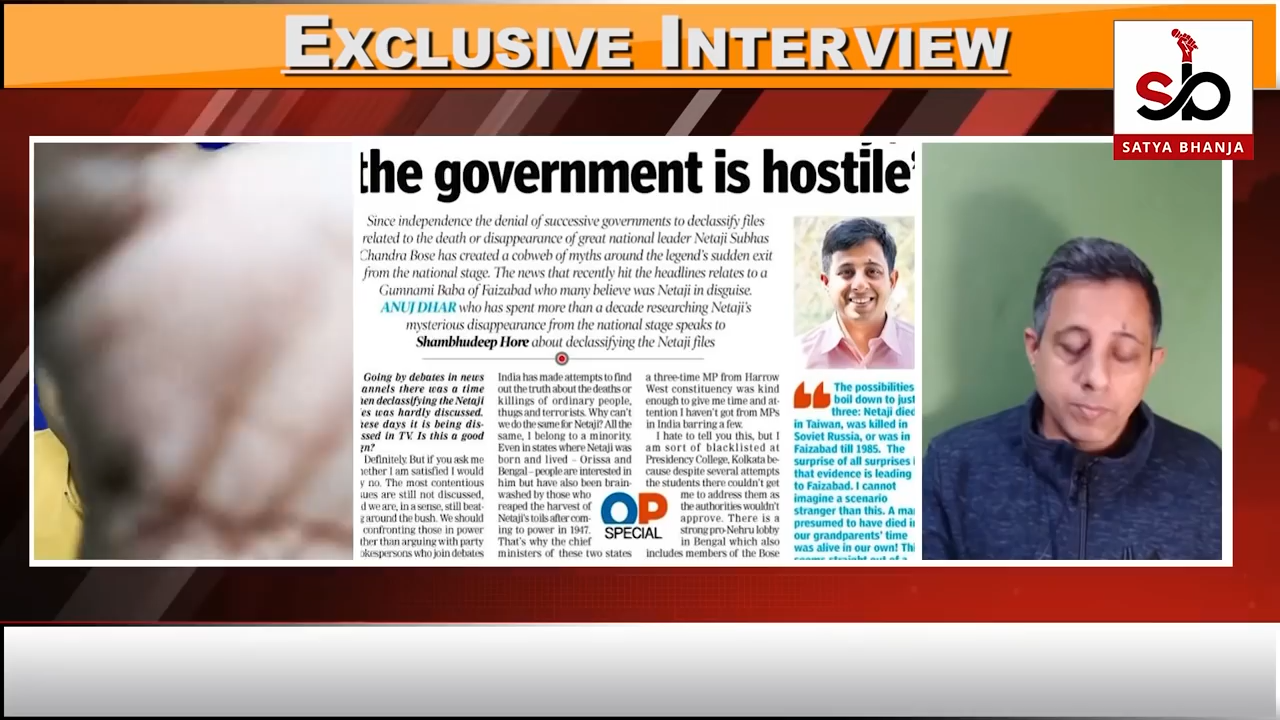 EXCLUSIVE INTERVIEW
sb
SATYA BHANJA
the government is hostile'
Since independence the denial of successive governments to declassify files
related to the death or disappearance of great national leader Netaji Subhas
Chandra Bose has created a cobweb of myths around the legend's sudden exit
from the national stage. The news that recently hit the headlines relates to a
Gumnami Baba of Faizabad who many believe was Netaji in disguise.
ANUJ DHAR who has spent more than a decade researching Netaji's
mysterious disappearance from the national stage speaks to
Shambhudeep Hore about declassifying the Netaji files
Going by debates in news
annels there was a time
en declassifying the Netaji
es was hardly discussed.
ese days it is being dis-
ssed in TV. Is this a good
n?
Definitely. But if you ask me
ether I am satisfied I would
y no. The most contentious
ues are still not discussed,
d we are, in a sense, still beat-
g around the bush. We should
confronting those in power
ther than arguing with party
okespersons who join debates
India has made attempts to find
out the truth about the deaths or
killings of ordinary people,
thugs and terrorists. Why can't
we do the same for Netaji? All the
same, I belong to a minority.
Even in states where Netaji was
born and lived – Orissa and
Bengal – people are interested in
him but have also been brain-
washed by those who
reaped the harvest of
Netaji's toils after com-
ing to power in 1947.
That's why the chief
ministers of these two states
OP
SPECIAL
a three-time MP from Harrow
West constituency was kind
enough to give me time and at-
tention I haven't got from MPs
in India barring a few.
I hate to tell you this, but I
am sort of blacklisted at
Presidency College, Kolkata be-
cause despite several attempts
the students there couldn't get
me to address them as
the authorities wouldn't
approve. There is a
strong pro-Nehru lobby
in Bengal which also
includes members of the Bose
The possibilities
boil down to just
three: Netaji died
in Taiwan, was killed in
Soviet Russia, or was in
Faizabad till 1985. The
surprise of all surprises i
that evidence is leading
to Faizabad. I cannot
imagine a scenario
stranger than this. A ma
presumed to have died i
our grandparents' time
was alive in our own! Thi
seems straight out of a